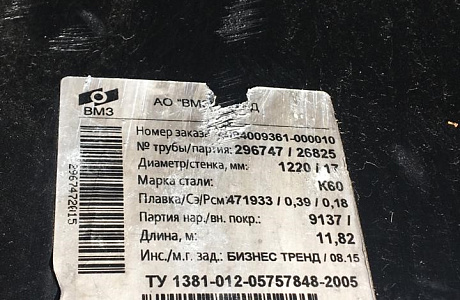 ВМЗ
АО "ВМЗ"
Номер заказа 4009361-000010
№ трубы/партия: 296747 / 26825
Диаметр/стенка, мм: 1220 /
Марка стали: К60
Плавка/Сэ/Рсм: 471933 / 0,39 / 0,18
Партия нар./вн. покр.: 9137 /
Длина, м: 11,82
Инс./м.г. зад.: БИЗНЕС ТРЕНД / 08.15
ТУ 1381-012-05757848-2005